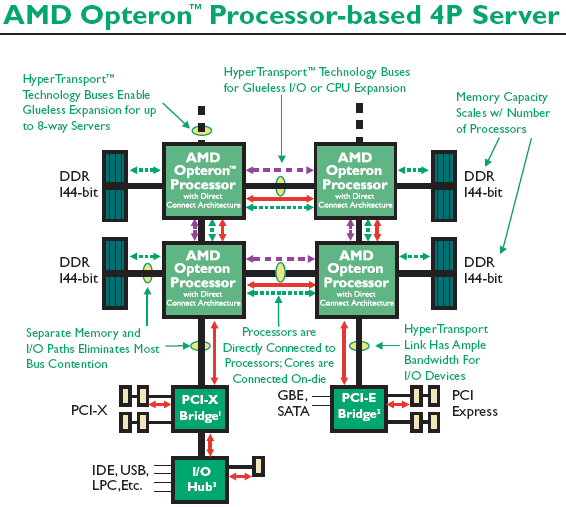 AMD Opteron™ Processor-based 4P Server
HyperTransport™
Technology Buses Enable
Glueless Expansion for up
to 8-way Servers
HyperTransport™ Technology Buses
for Glueless I/O or CPU Expansion
Memory Capacity
Scales w/ Number
of Processors
DDR
144-bit
AMD
Opteron™
Processor
with Direct
Connect Architecture
AMD
Opteron
Processor
with Direct
Connect Architecture
DDR
144-bit
DDR
144-bit
AMD
Opteron
Processor
with Direct
Connect Architecture
AMD
Opteron
Processor
with Direct
Connect Architecture
DDR
144-bit
Separate Memory and
I/O Paths Eliminates Most
Bus Contention
Processors are
Directly Connected to
Processors; Cores are
Connected On-die
HyperTransport
Link Has Ample
Bandwidth For
I/O Devices
PCI-X
PCI-X
Bridge¹
GBE,
SATA
PCI-E
Bridge²
PCI
Express
IDE, USB,
LPC,Etc.
I/O
Hub³